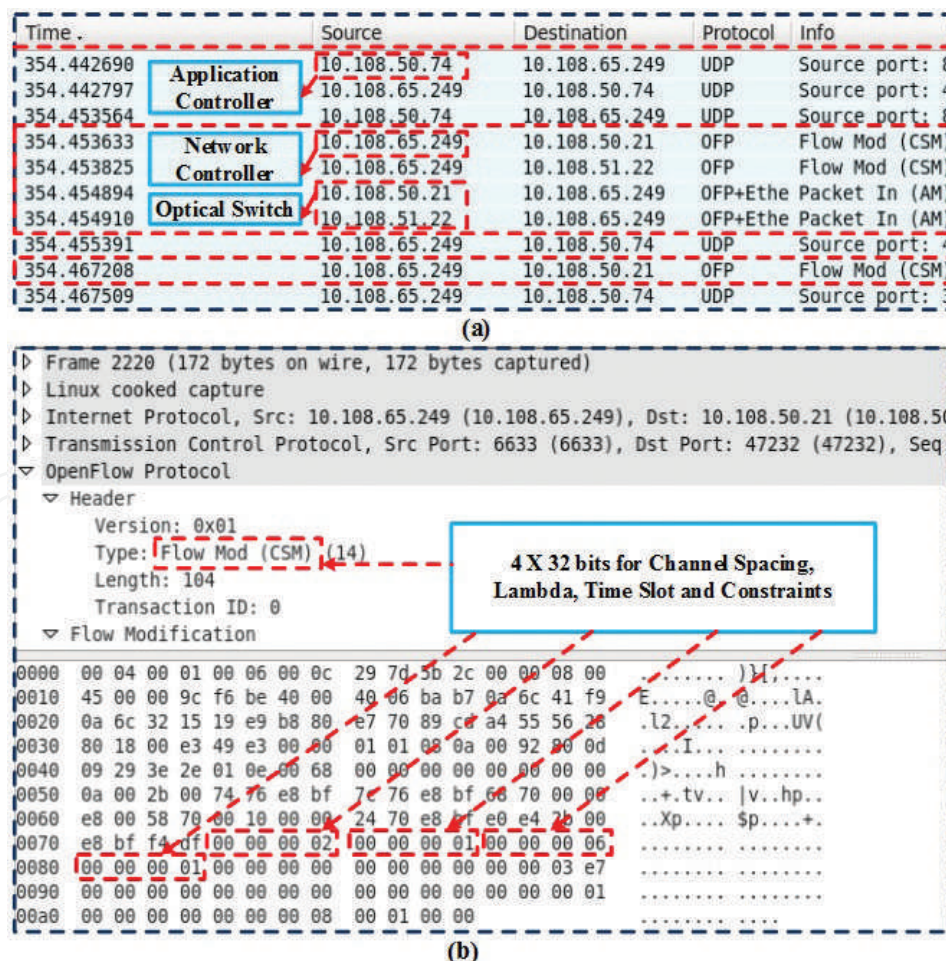 Time. Source Destination Protocol Info
354.442690 10.108.50.74 10.108.65.249 UDP Source port: 8
354.442797 10.108.65.249 10.108.50.74 UDP Source port: 4
354.453564 10.108.50.74 10.108.65.249 UDP Source port: 8
354.453633 10.108.65.249 10.108.50.21 OFP Flow Mod (CSM)
354.453825 10.108.65.249 10.108.51.22 OFP Flow Mod (CSM)
354.454894 10.108.50.21 10.108.65.249 OFP+Ethe Packet In (AM)
354.454910 10.108.51.22 10.108.65.249 OFP+Ethe Packet In (AM)
354.455391 10.108.65.249 10.108.50.74 UDP Source port: 4
354.467208 10.108.65.249 10.108.50.21 OFP Flow Mod (CSM)
354.467509 10.108.65.249 10.108.50.74 UDP Source port: 3
Application
Controller
Network
Controller
Optical Switch
(a)
Frame 2220 (172 bytes on wire, 172 bytes captured)
Linux cooked capture
Internet Protocol, Src: 10.108.65.249 (10.108.65.249), Dst: 10.108.50.21 (10.108.50
Transmission Control Protocol, Src Port: 6633 (6633), Dst Port: 47232 (47232), Seq
OpenFlow Protocol
Header
Version: 0x01
Type: Flow Mod (CSM) (14)
Length: 104
Transaction ID: 0
Flow Modification
4 X 32 bits for Channel Spacing,
Lambda, Time Slot and Constraints
0000 00 04 00 01 00 06 00 0c 29 7d 5b 2c 00 00 08 00 ........ )}[,....
0010 45 00 00 9c f6 be 40 00 40 06 ba b7 0a 6c 41 f9 E.....@. @....lA.
0020 0a 6c 32 15 19 e9 b8 80 e7 70 89 cd a4 55 56 28 .l2..... .p...UV(
0030 80 18 00 e3 49 e3 00 00 01 01 08 0a 00 92 80 0d ....I... ........
0040 09 29 3e 2e 01 0e 00 68 00 00 00 00 00 00 00 00 .)>....h ........
0050 0a 00 2b 00 74 76 e8 bf 7c 76 e8 bf 68 70 00 00 ..+.tv.. |v..hp..
0060 e8 00 58 70 00 10 00 00 24 70 e8 bf e0 e4 2b 00 ..Xp.... $p....+.
0070 e8 bf f4 df 00 00 00 02 00 00 00 01 00 00 00 06 ........ ........
0080 00 00 00 01 00 00 00 00 00 00 00 00 00 00 03 e7 ........ ........
0090 00 00 00 00 00 00 00 00 00 00 00 00 00 00 00 01 ........ ........
00a0 00 00 00 00 00 00 00 08 00 01 00 00 ........ ....
(b)